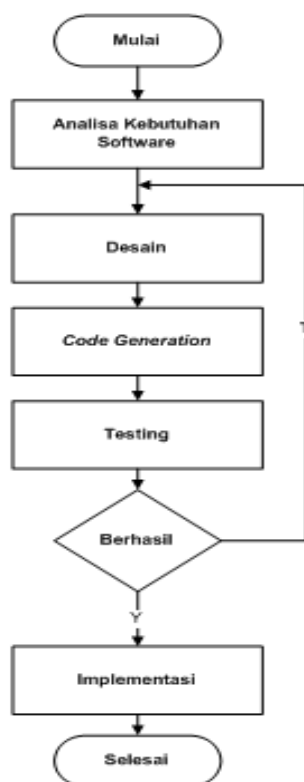 Mulai
Analisa Kebutuhan
Software
Desain
Code Generation
T
Testing
Berhasil
Y
Implementasi
Selesai